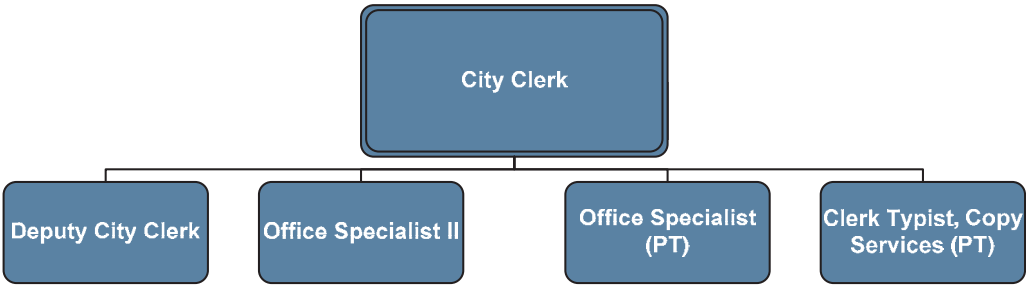 City Clerk
Deputy City Clerk
Office Specialist II
Office Specialist
(PT)
Clerk Typist, Copy
Services (PT)